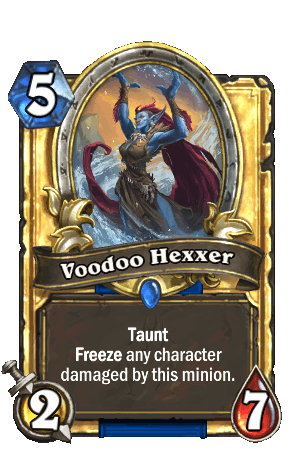 5
Voodoo Hexxer
Taunt
Freeze any character
damaged by this minion.
2
7